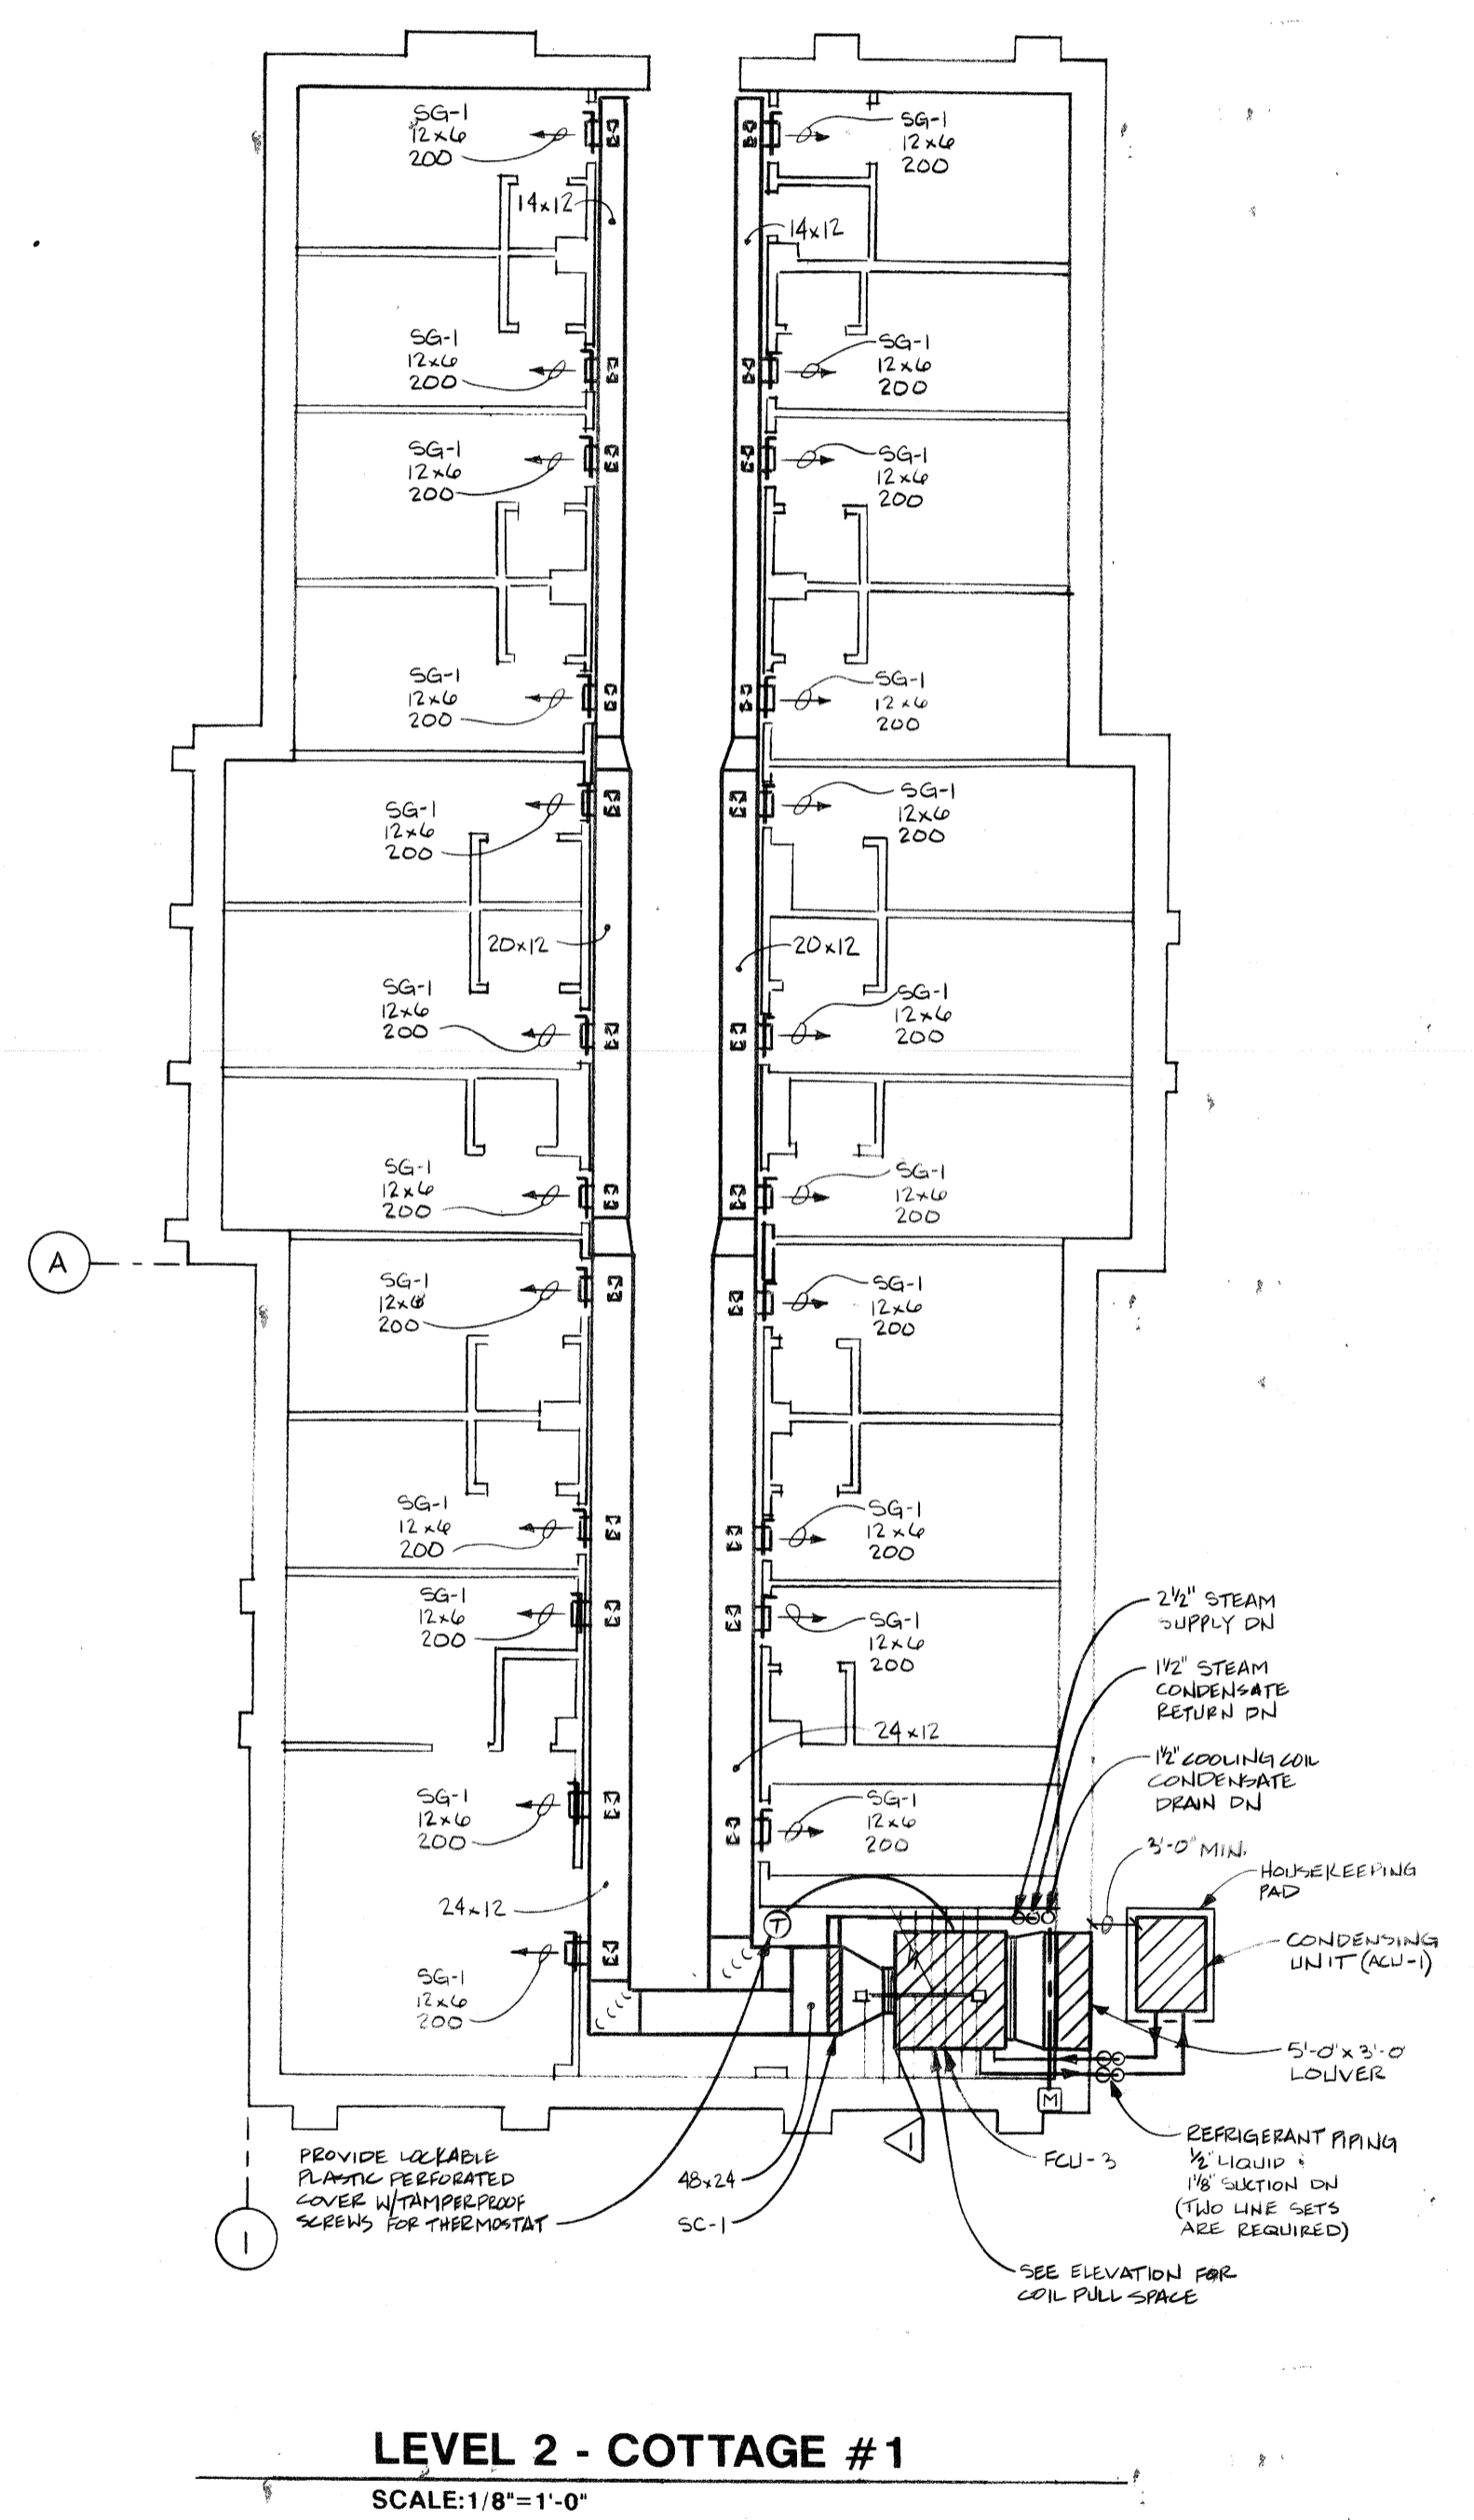 SG-1
12x6
200
SG-1
12x6
200
14x12
14x12
SG-1
12x6
200
SG-1
12x6
200
SG-1
12x6
200
SG-1
12x6
200
SG-1
12x6
200
SG-1
12x6
200
SG-1
12x6
200
SG-1
12x6
200
20x12
20x12
SG-1
12x6
200
SG-1
12x6
200
SG-1
12x6
200
SG-1
12x6
200
A
SG-1
12x6
200
SG-1
12x6
200
SG-1
12x6
200
SG-1
12x6
200
SG-1
12x6
200
SG-1
12x6
200
2½" STEAM
SUPPLY DN
1½" STEAM
CONDENSATE
RETURN DN
24x12
1½" COOLING COIL
CONDENSATE
DRAIN DN
SG-1
12x6
200
SG-1
12x6
200
3'-0" MIN.
HOUSEKEEPING
PAD
24x12
T
CONDENSING
UNIT (ACU-1)
SG-1
12x6
200
5'-0" x 3'-0"
LOUVER
M
1
PROVIDE LOCKABLE
PLASTIC PERFORATED
COVER W/TAMPERPROOF
SCREWS FOR THERMOSTAT
48x24
SC-1
FCU-3
REFRIGERANT PIPING
½" LIQUID &
1⅛" SUCTION DN
(TWO LINE SETS
ARE REQUIRED)
1
SEE ELEVATION FOR
COIL PULL SPACE
LEVEL 2 - COTTAGE #1
SCALE:1/8"=1'-0"